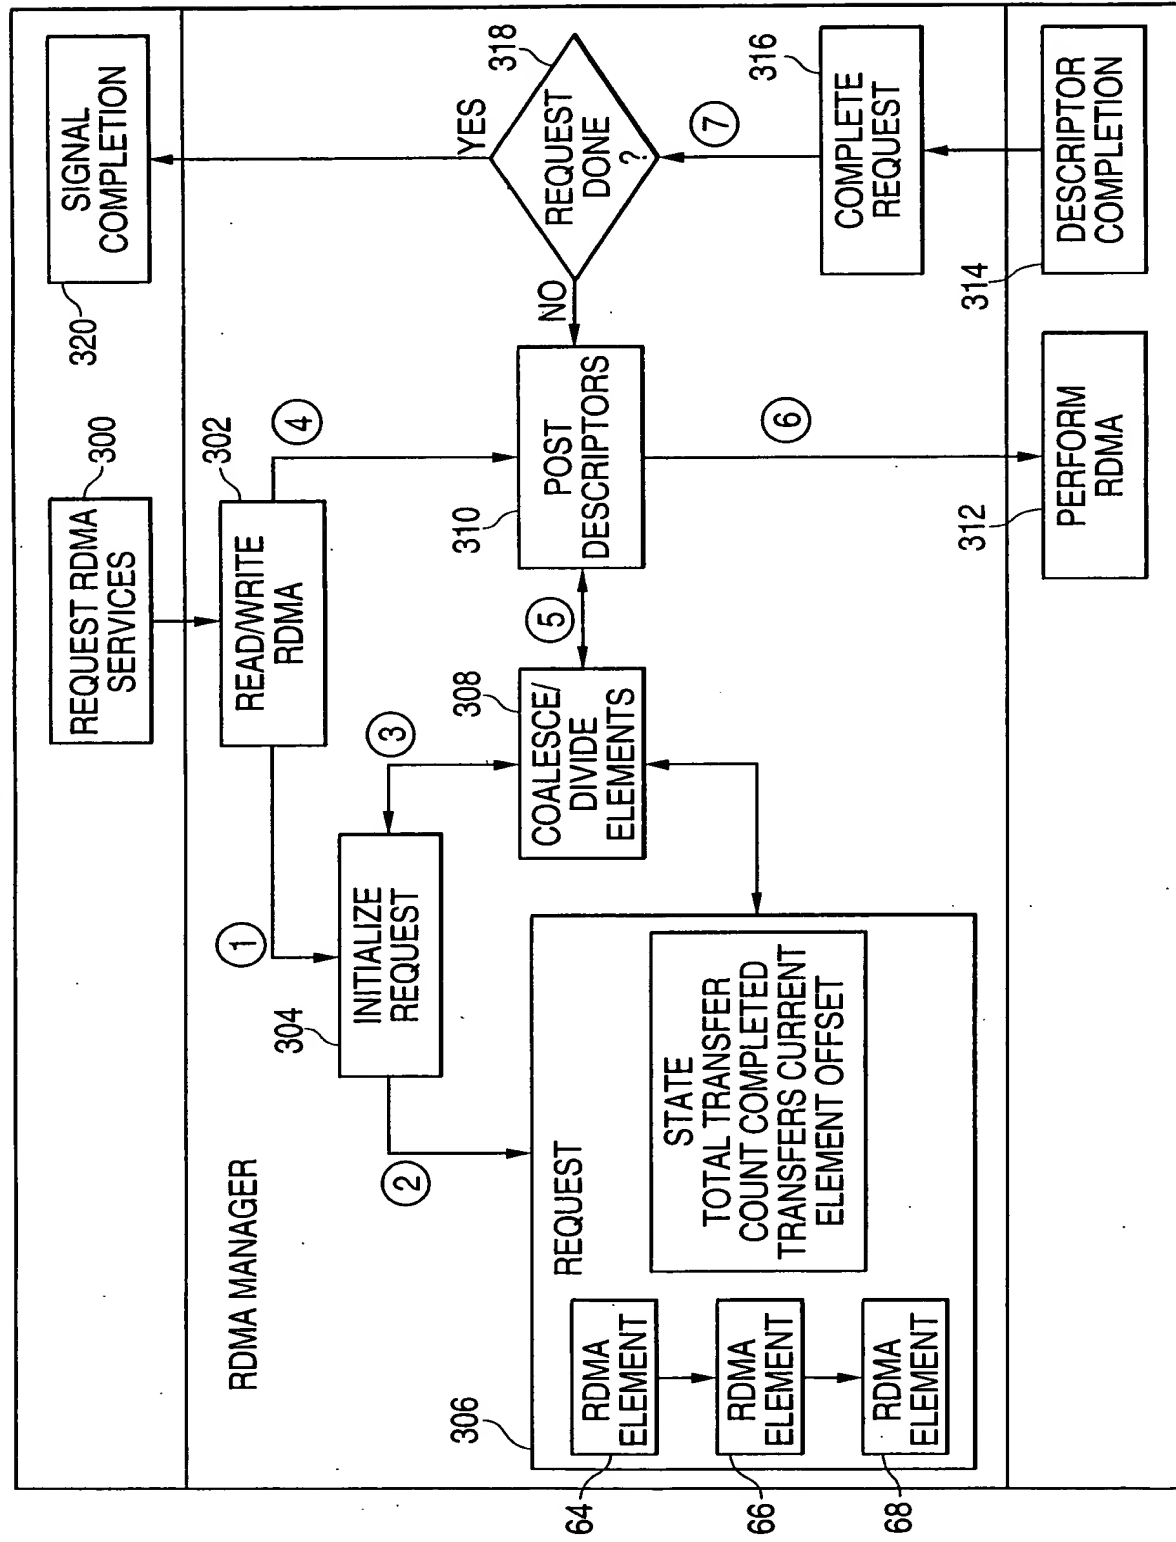 REQUEST RDMA
SERVICES
300
SIGNAL
COMPLETION
320
RDMA MANAGER
READ/WRITE
RDMA
302
1
4
INITIALIZE
REQUEST
304
3
2
COALESCE/
DIVIDE
ELEMENTS
308
5
POST
DESCRIPTORS
310
NO
REQUEST
DONE
?
318
YES
7
COMPLETE
REQUEST
316
6
306
REQUEST
RDMA
ELEMENT
64
RDMA
ELEMENT
66
RDMA
ELEMENT
68
STATE
TOTAL TRANSFER
COUNT COMPLETED
TRANSFERS CURRENT
ELEMENT OFFSET
PERFORM
RDMA
312
DESCRIPTOR
COMPLETION
314